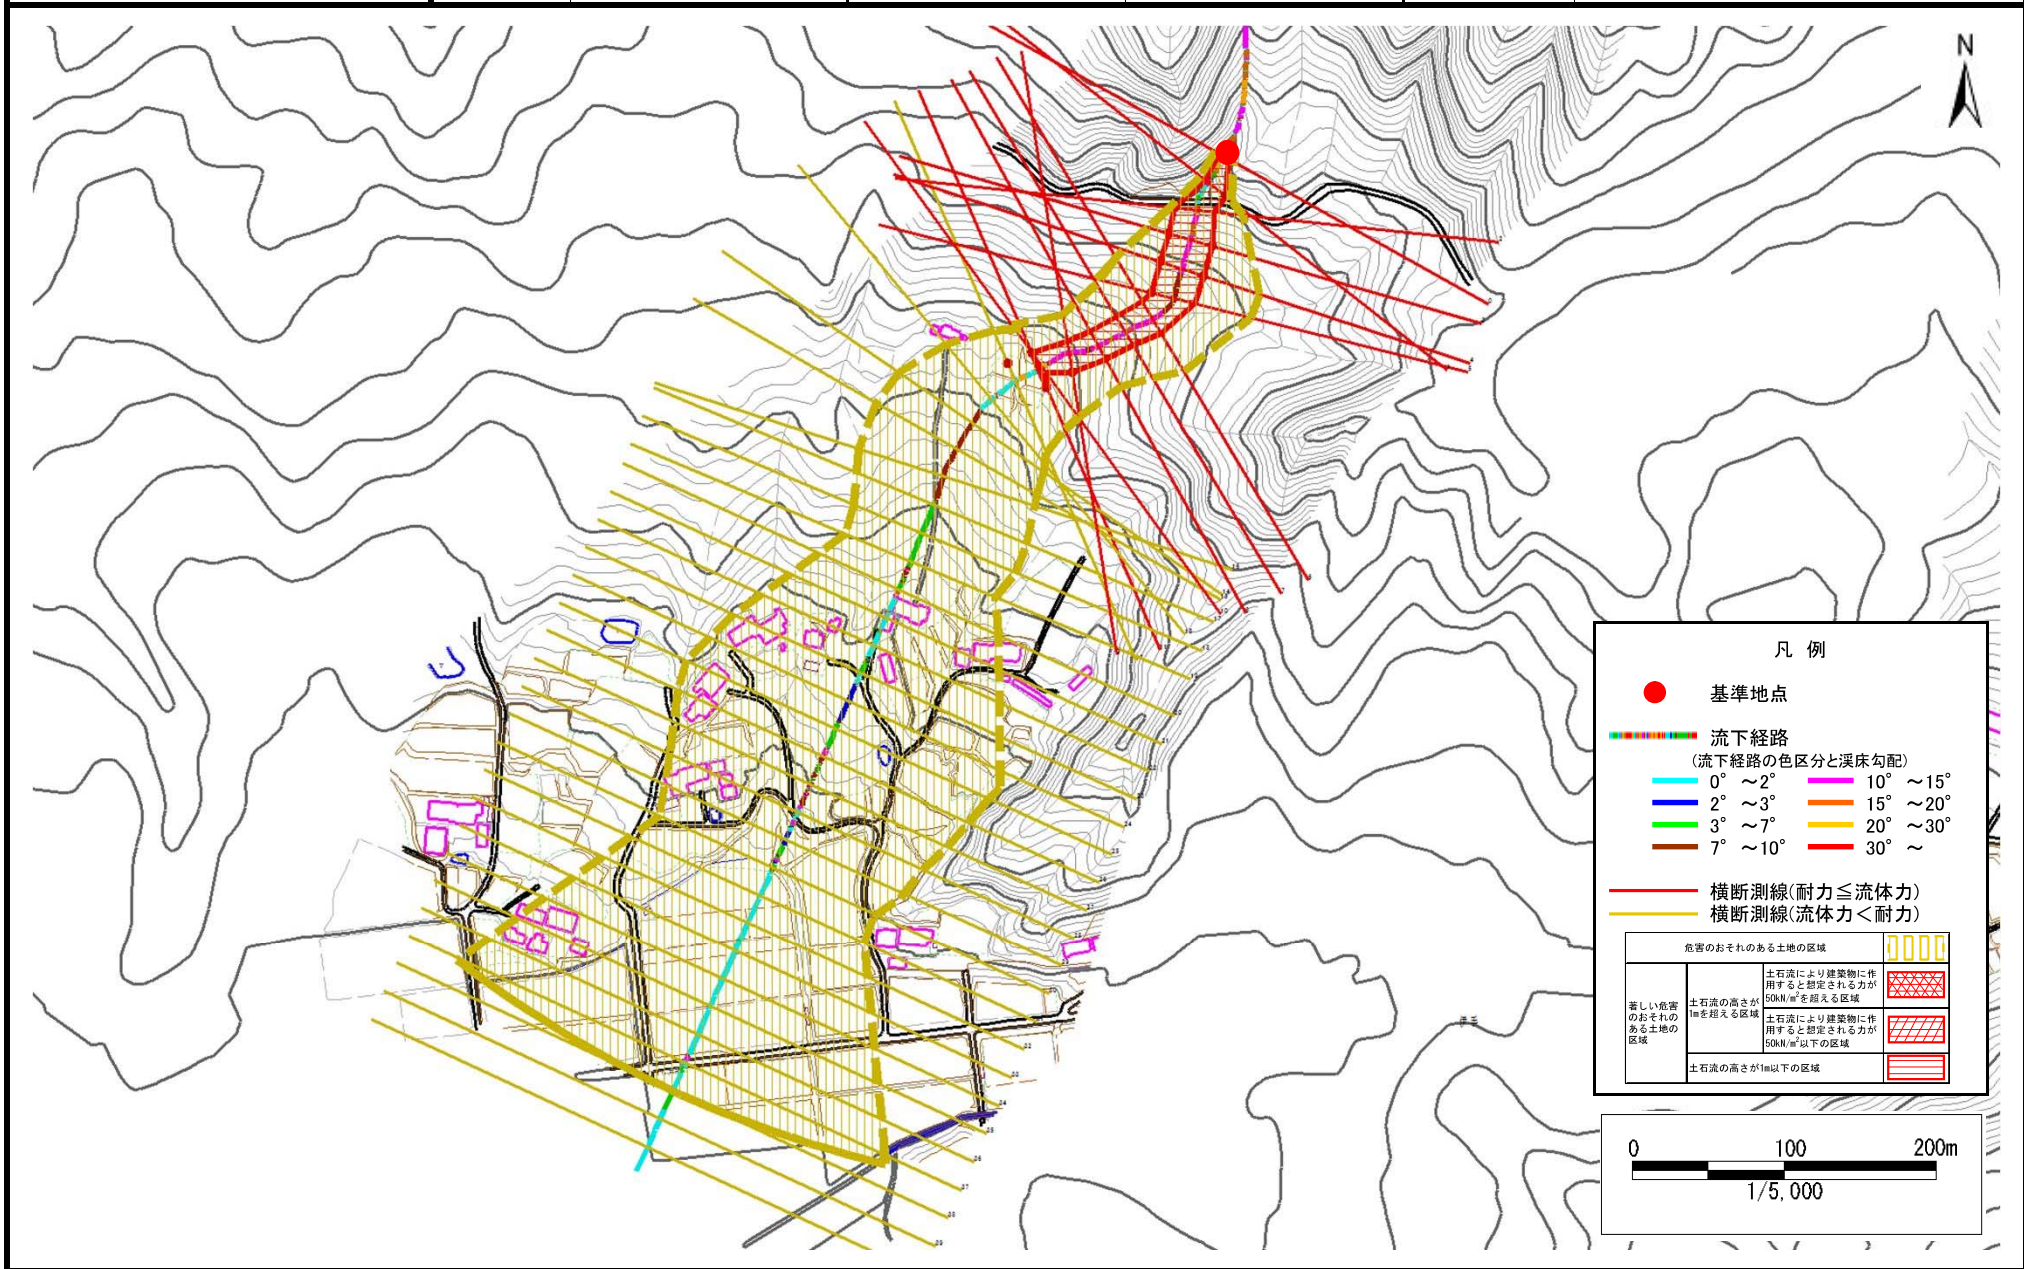 N
凡 例
基準地点
流下経路
(流下経路の色区分と渓床勾配)
0° ～2°
10° ～15°
2° ～3°
15° ～20°
3° ～7°
20° ～30°
7° ～10°
30° ～
横断測線(耐力≦流体力)
横断測線(流体力＜耐力)
危害のおそれのある土地の区域
著しい危害
のおそれの
ある土地の
区域
土石流の高さが
1mを超える区域
土石流により建築物に作
用すると想定される力が
50kN/m²を超える区域
土石流により建築物に作
用すると想定される力が
50kN/m²以下の区域
土石流の高さが1m以下の区域
0 100 200m
1/5,000